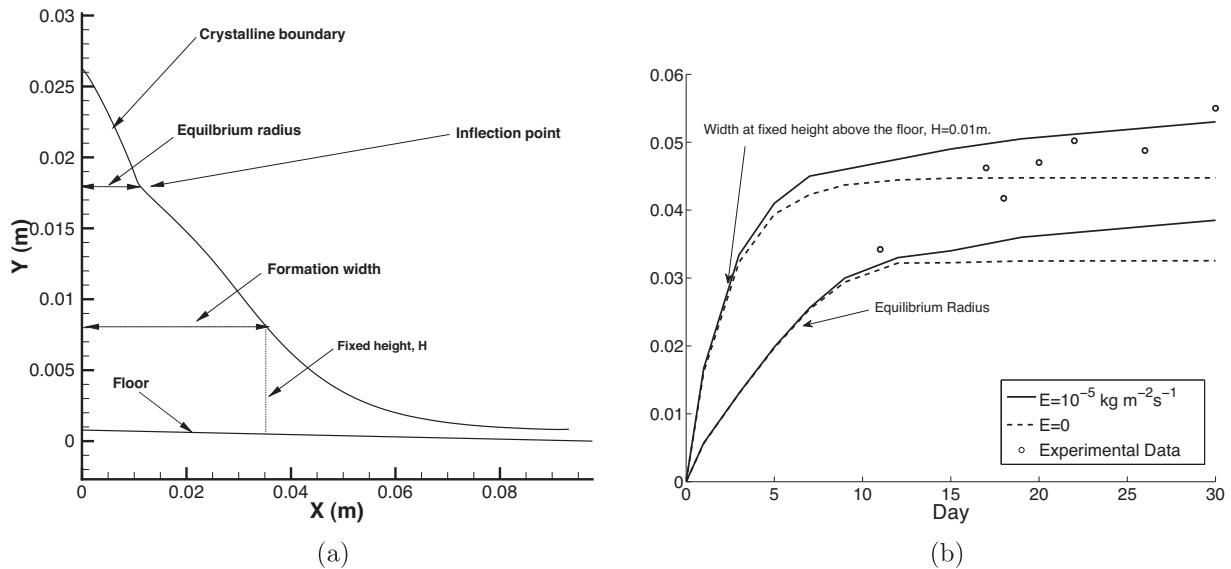 0.03
0.025
0.02
0.015
0.01
0.005
0
Y (m)
0
0.02
0.04
0.06
0.08
X (m)
Crystalline boundary
Equilbrium radius
Inflection point
Formation width
Fixed height, H
Floor
(a)
0.06
0.05
0.04
0.03
0.02
0.01
0
0
5
10
15
20
25
30
Day
Width at fixed height above the floor, H=0.01m.
Equilibrium Radius
E=10⁻⁵ kg m⁻²s⁻¹
E=0
Experimental Data
(b)